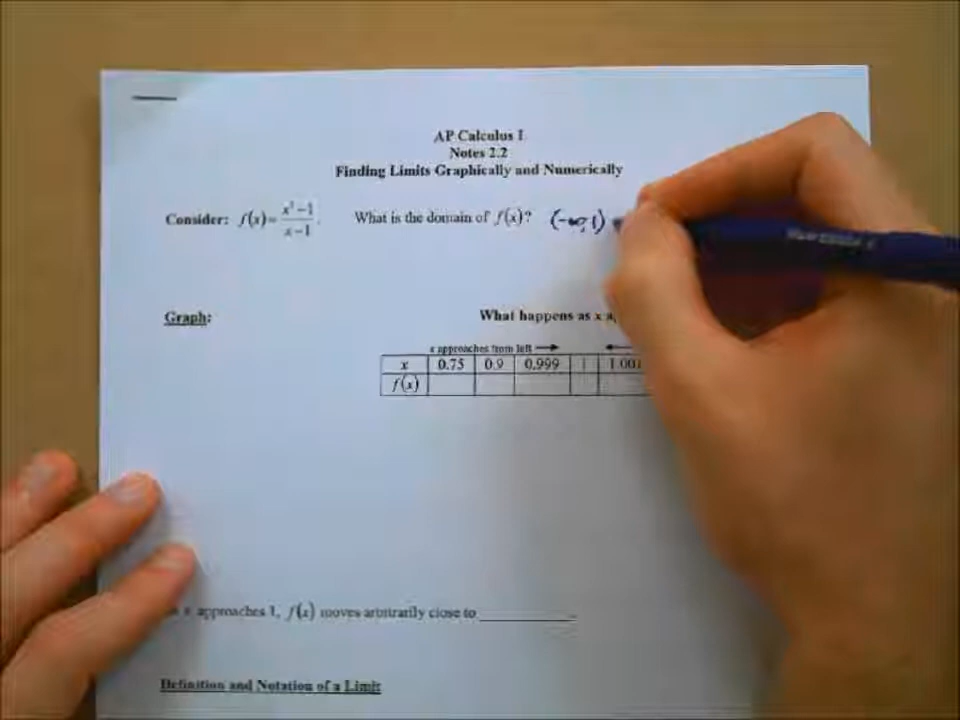 AP Calculus I
Notes 2.2
Finding Limits Graphically and Numerically
Consider: f(x)= x²-1 / x-1 . What is the domain of f(x)? (-∞,1)
Graph:
What happens as x
x approaches from left →
x 0.75 0.9 0.999 1 1.001
f(x)
x approaches 1, f(x) moves arbitrarily close to __________.
Definition and Notation of a Limit